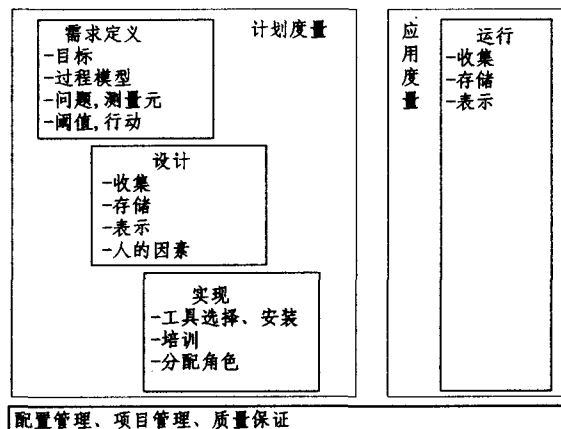 计划度量
需求定义
-目标
-过程模型
-问题,测量元
-阈值,行动
设计
-收集
-存储
-表示
-人的因素
实现
-工具选择、安装
-培训
-分配角色
应用度量
运行
-收集
-存储
-表示
配置管理、项目管理、质量保证